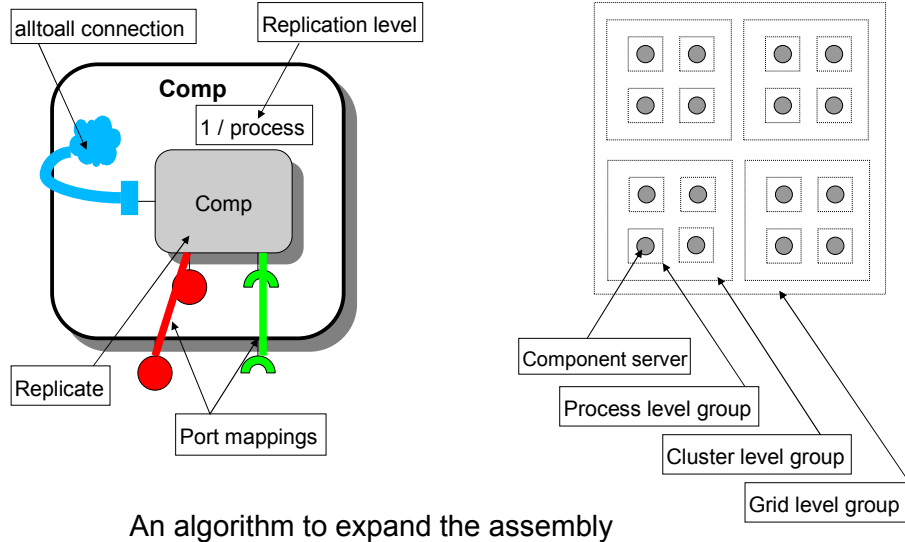 alltoall connection
Replication level
Comp
1 / process
Comp
Replicate
Port mappings
Component server
Process level group
Cluster level group
Grid level group
An algorithm to expand the assembly